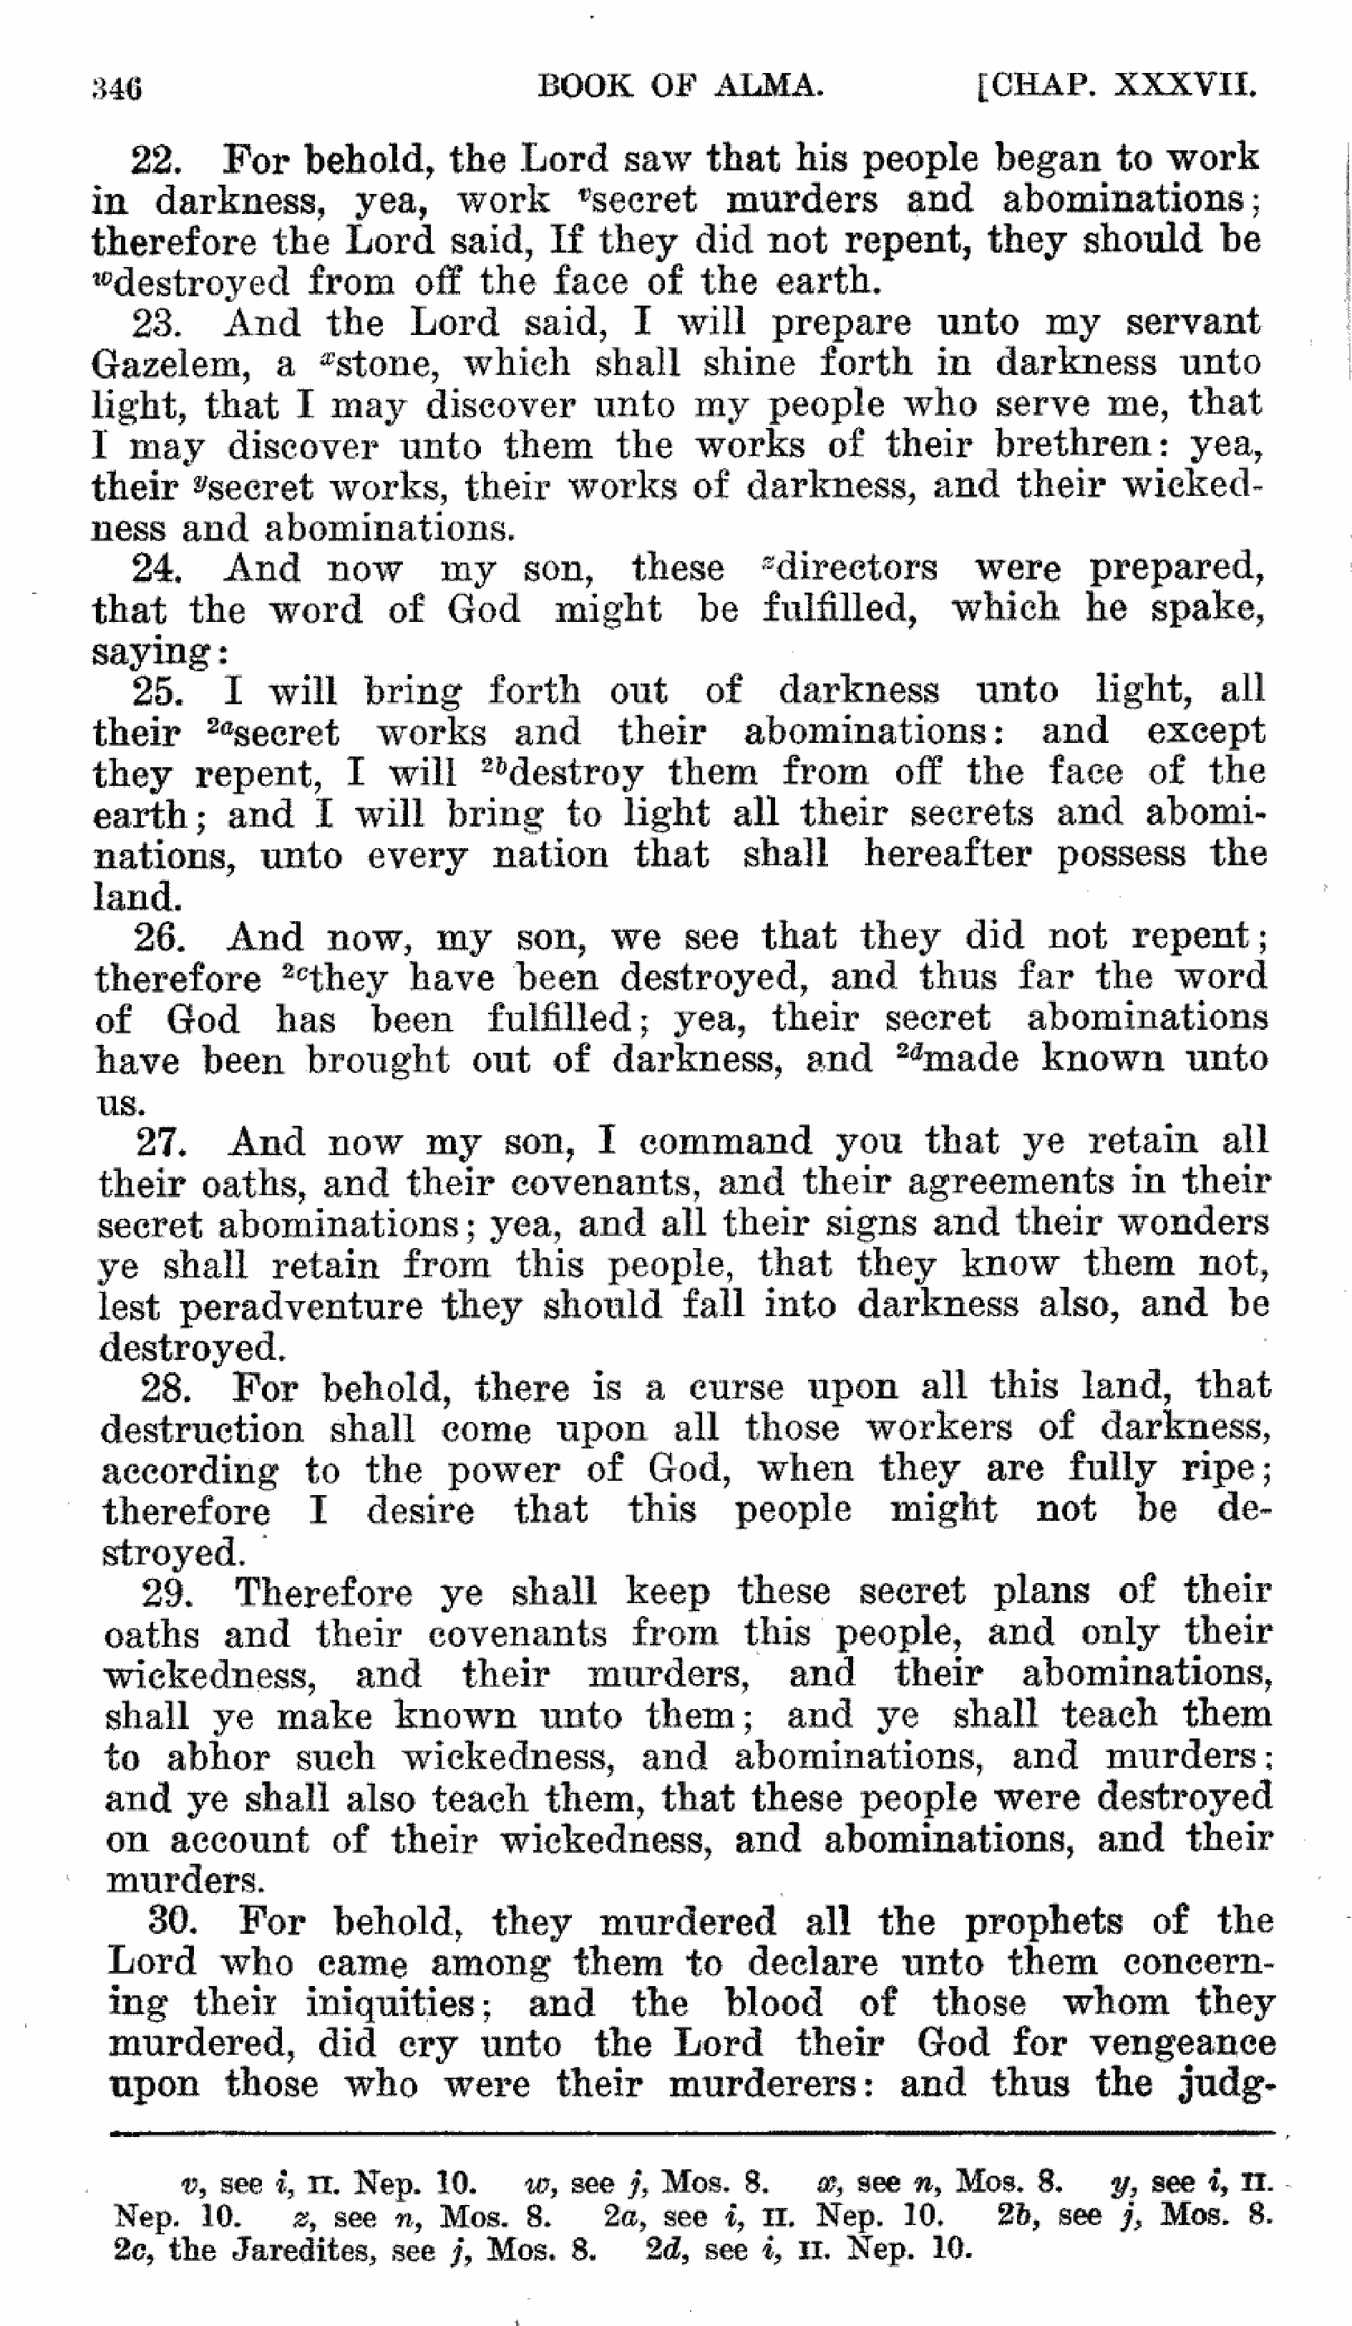 346 BOOK OF ALMA. [CHAP. XXXVII.
22. For behold, the Lord saw that his people began to work
in darkness, yea, work vsecret murders and abominations;
therefore the Lord said, If they did not repent, they should be
wdestroyed from off the face of the earth.
23. And the Lord said, I will prepare unto my servant
Gazelem, a xstone, which shall shine forth in darkness unto
light, that I may discover unto my people who serve me, that
I may discover unto them the works of their brethren: yea,
their ysecret works, their works of darkness, and their wicked-
ness and abominations.
24. And now my son, these zdirectors were prepared,
that the word of God might be fulfilled, which he spake,
saying:
25. I will bring forth out of darkness unto light, all
their 2asecret works and their abominations: and except
they repent, I will 2bdestroy them from off the face of the
earth; and I will bring to light all their secrets and abomi-
nations, unto every nation that shall hereafter possess the
land.
26. And now, my son, we see that they did not repent;
therefore 2cthey have been destroyed, and thus far the word
of God has been fulfilled; yea, their secret abominations
have been brought out of darkness, and 2dmade known unto
us.
27. And now my son, I command you that ye retain all
their oaths, and their covenants, and their agreements in their
secret abominations; yea, and all their signs and their wonders
ye shall retain from this people, that they know them not,
lest peradventure they should fall into darkness also, and be
destroyed.
28. For behold, there is a curse upon all this land, that
destruction shall come upon all those workers of darkness,
according to the power of God, when they are fully ripe;
therefore I desire that this people might not be de-
stroyed.
29. Therefore ye shall keep these secret plans of their
oaths and their covenants from this people, and only their
wickedness, and their murders, and their abominations,
shall ye make known unto them; and ye shall teach them
to abhor such wickedness, and abominations, and murders;
and ye shall also teach them, that these people were destroyed
on account of their wickedness, and abominations, and their
murders.
30. For behold, they murdered all the prophets of the
Lord who came among them to declare unto them concern-
ing their iniquities; and the blood of those whom they
murdered, did cry unto the Lord their God for vengeance
upon those who were their murderers: and thus the judg-
v, see i, II. Nep. 10. w, see j, Mos. 8. x, see n, Mos. 8. y, see i, II.
Nep. 10. z, see n, Mos. 8. 2a, see i, II. Nep. 10. 2b, see j, Mos. 8.
2c, the Jaredites, see j, Mos. 8. 2d, see i, II. Nep. 10.